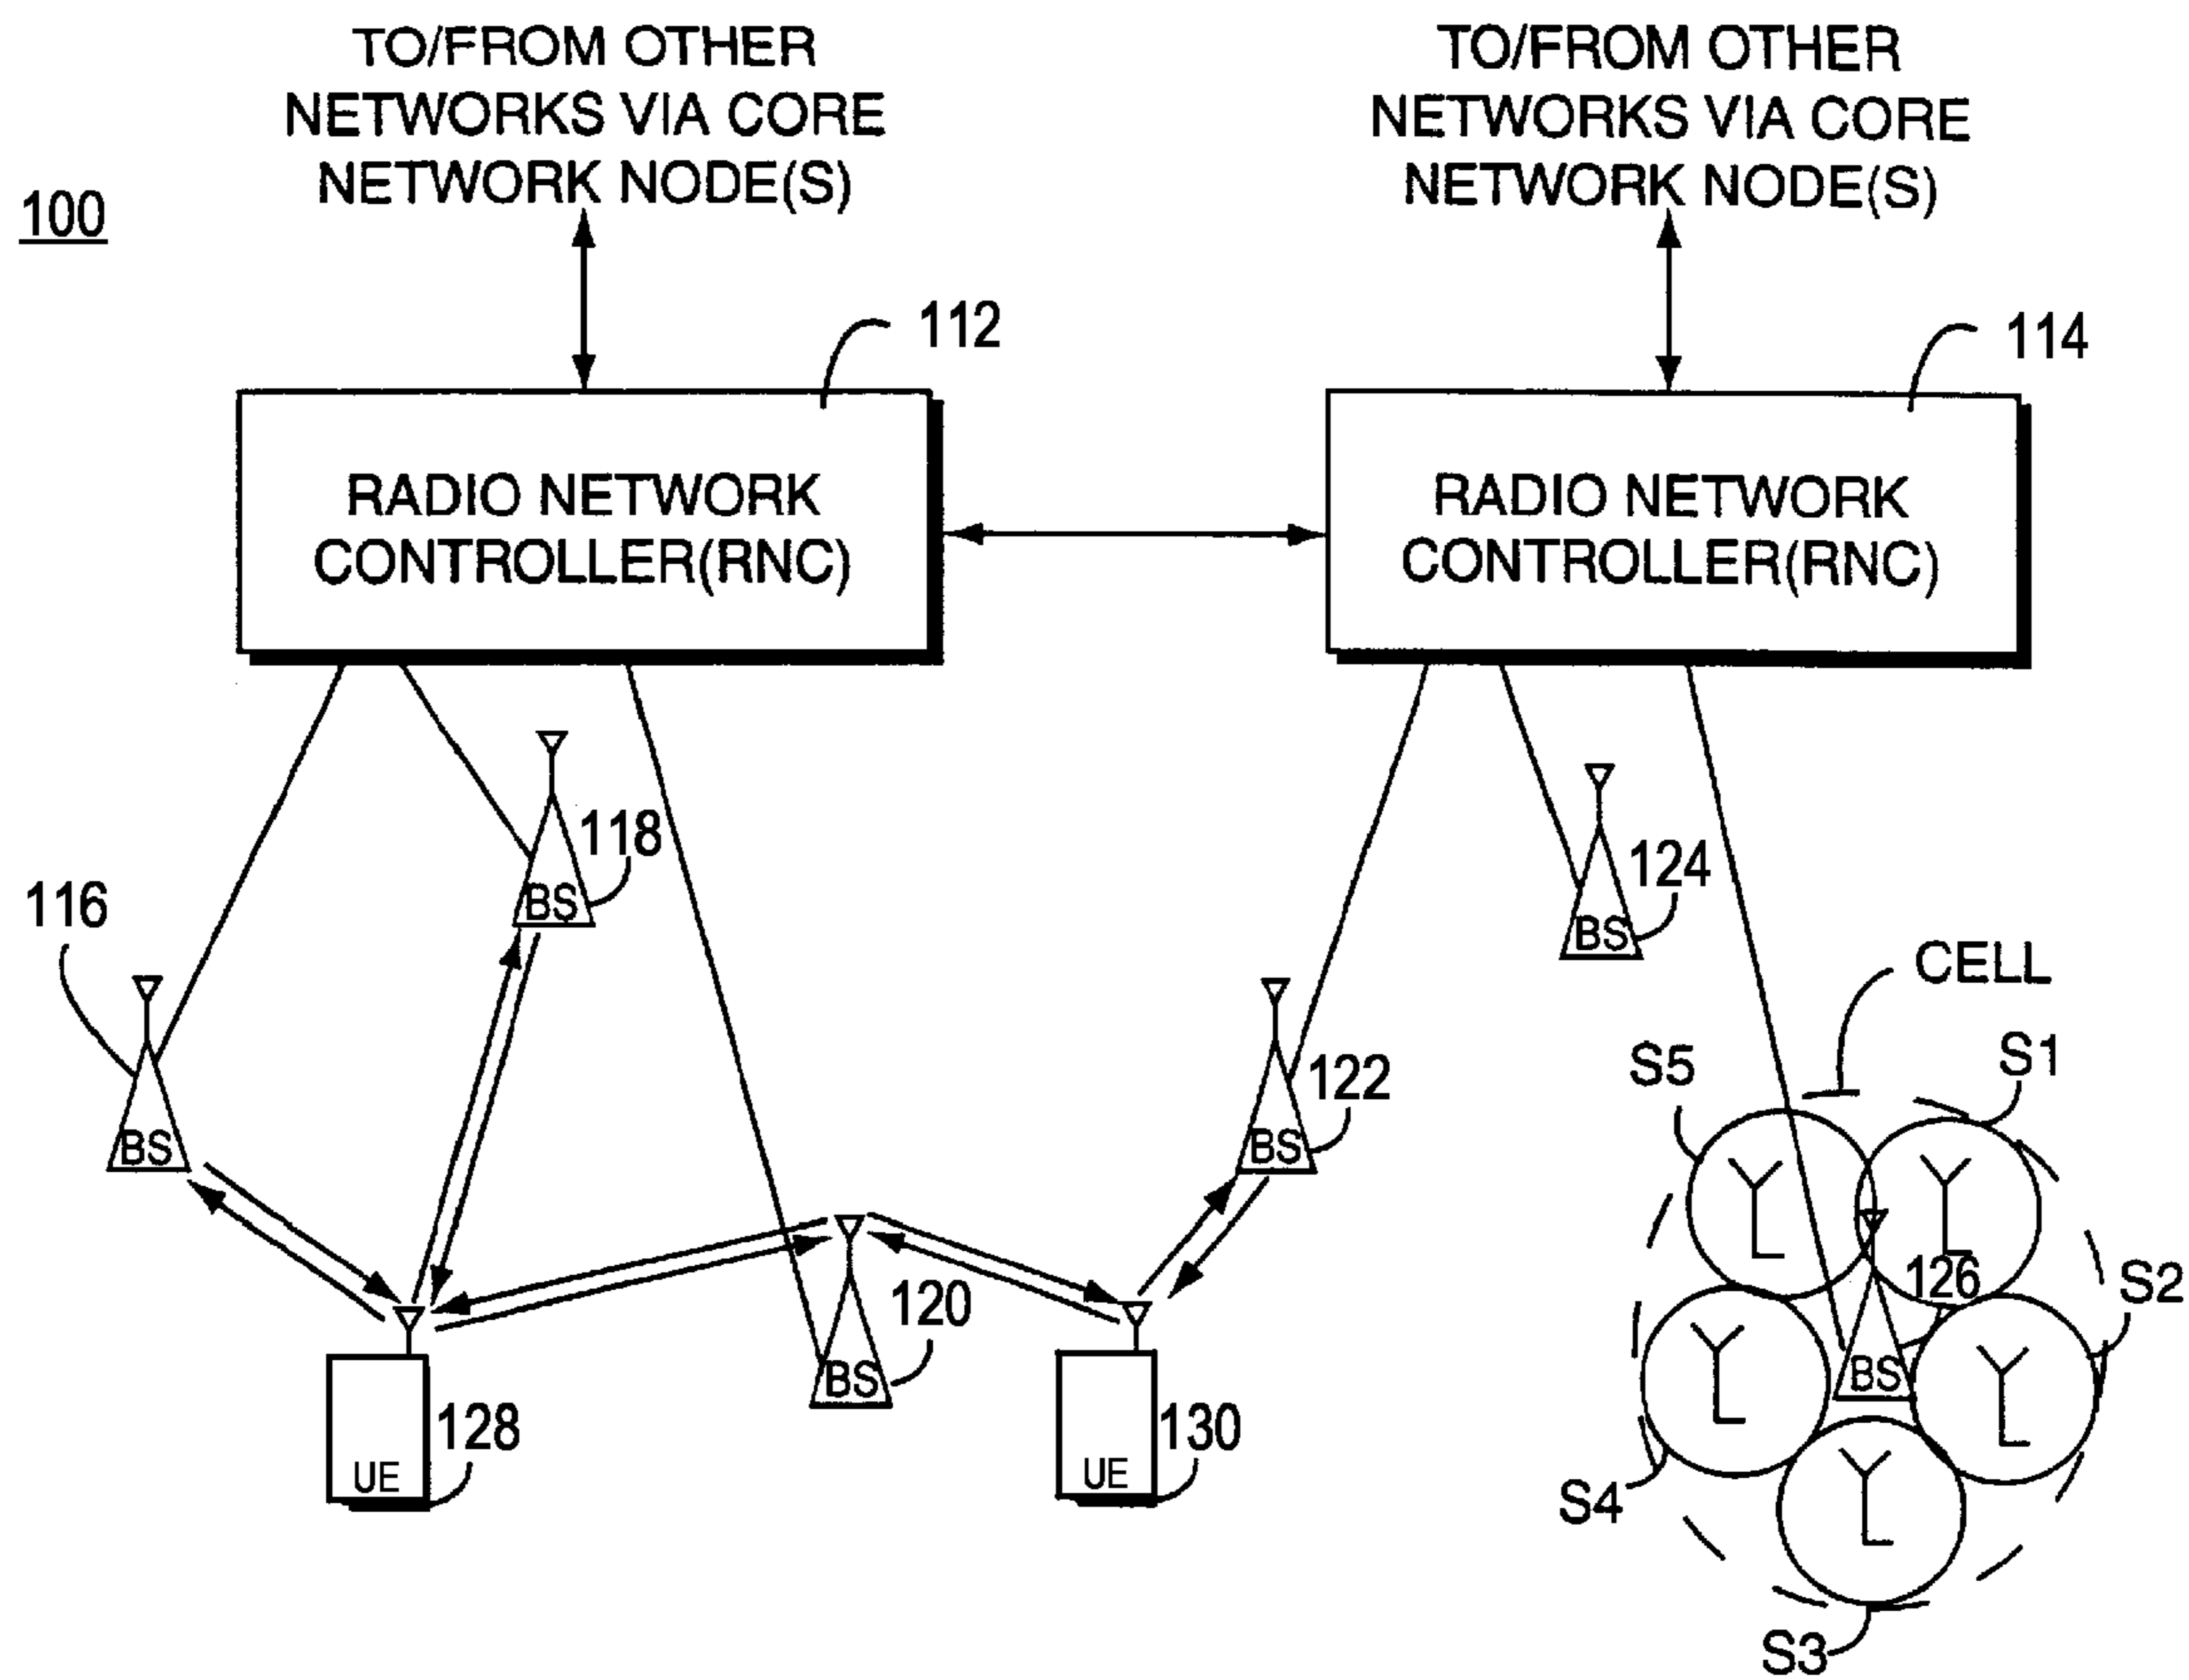 TO/FROM OTHER
NETWORKS VIA CORE
NETWORK NODE(S)
TO/FROM OTHER
NETWORKS VIA CORE
NETWORK NODE(S)
100
112
114
RADIO NETWORK
CONTROLLER(RNC)
RADIO NETWORK
CONTROLLER(RNC)
118
BS
124
BS
116
BS
CELL
S5
S1
122
BS
120
BS
126
BS
S2
128
UE
130
UE
S4
S3